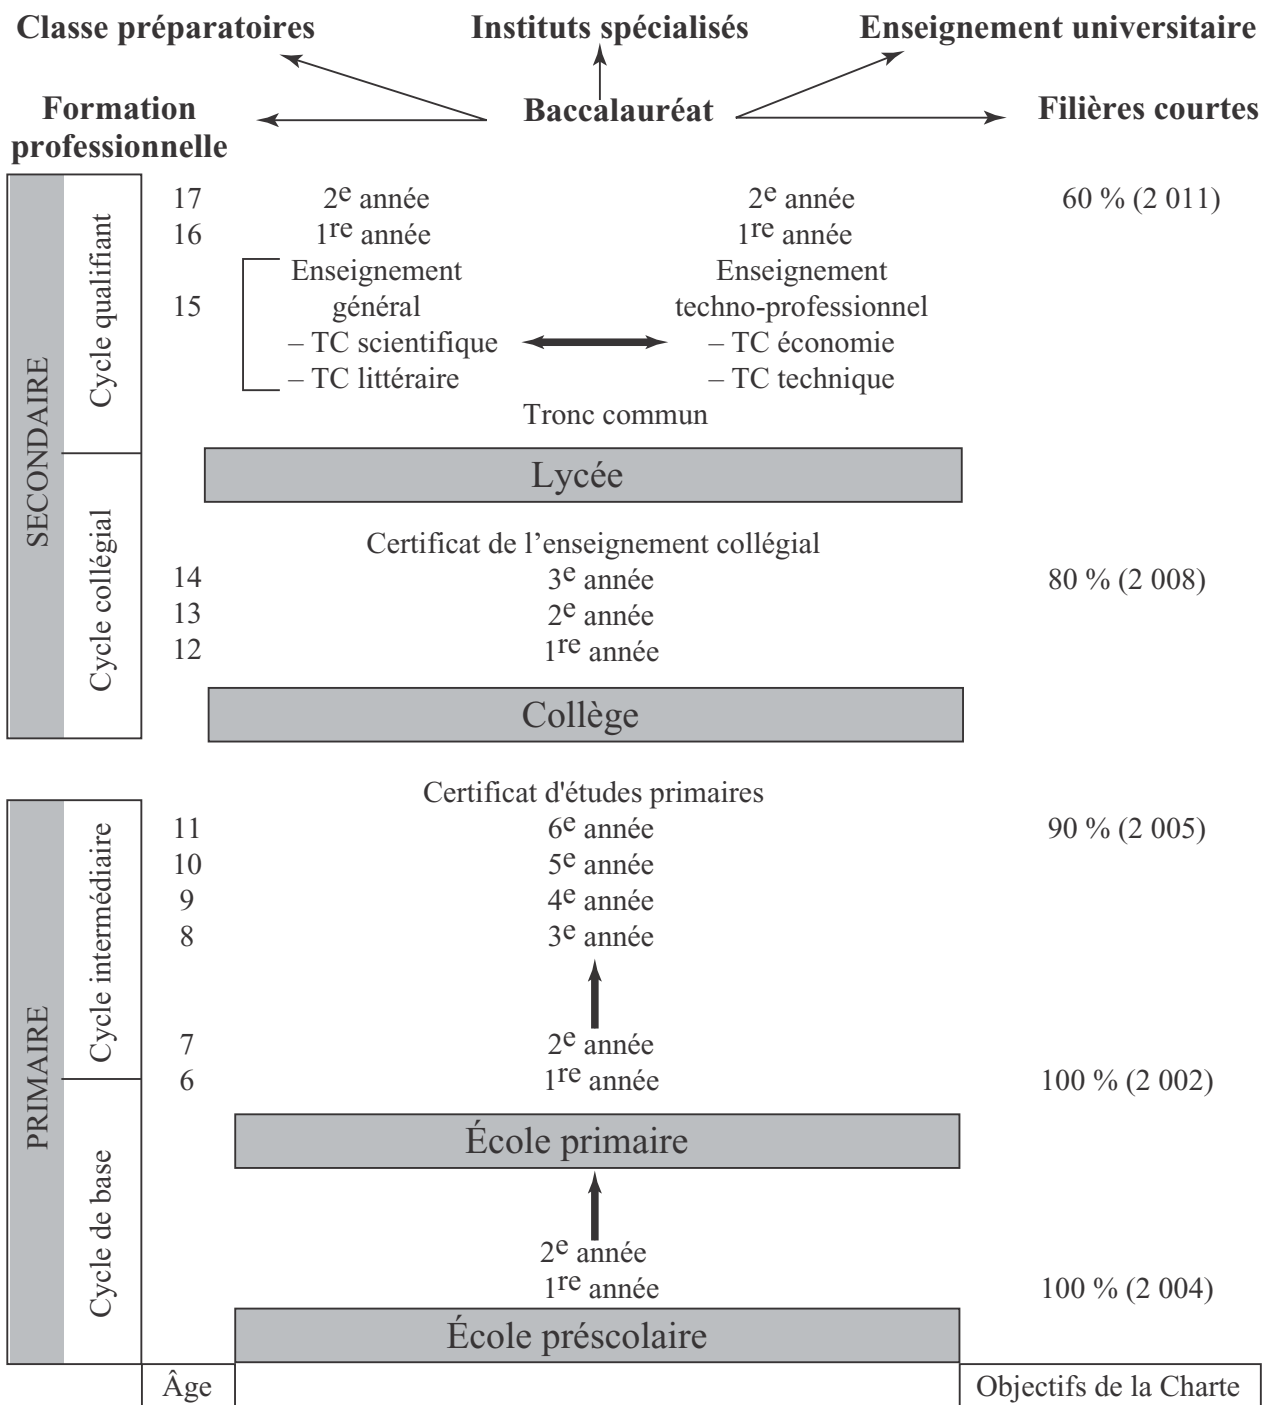 Classe préparatoires Instituts spécialisés Enseignement universitaire
Formation professionnelle Baccalauréat Filières courtes
SECONDAIRE
Cycle qualifiant
17 2e année 2e année 60 % (2 011)
16 1re année 1re année
Enseignement Enseignement
15 général techno-professionnel
– TC scientifique – TC économie
– TC littéraire – TC technique
Tronc commun
Lycée
Cycle collégial
Certificat de l’enseignement collégial
14 3e année 80 % (2 008)
13 2e année
12 1re année
Collège
PRIMAIRE
Cycle intermédiaire
Certificat d'études primaires
11 6e année 90 % (2 005)
10 5e année
9 4e année
8 3e année
7 2e année
6 1re année 100 % (2 002)
École primaire
Cycle de base
2e année
1re année 100 % (2 004)
École préscolaire
Âge Objectifs de la Charte